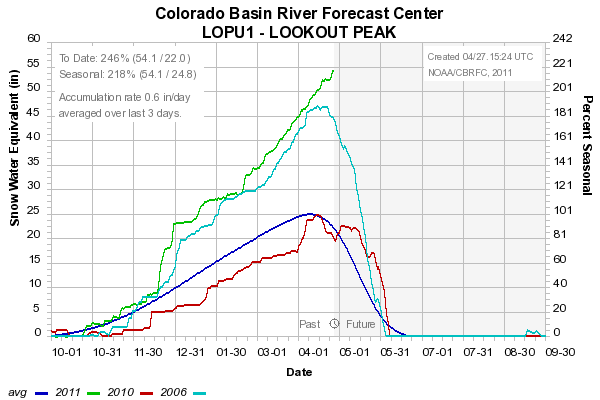 Colorado Basin River Forecast Center
LOPU1 - LOOKOUT PEAK
To Date: 246% (54.1 / 22.0)
Seasonal: 218% (54.1 / 24.8)
Accumulation rate 0.6 in/day
averaged over last 3 days.
Created 04/27.15:24 UTC
NOAA/CBRFC, 2011
Snow Water Equivalent (in)
60
55
50
45
40
35
30
25
20
15
10
5
0
242
221
201
181
161
141
121
101
81
60
40
20
0
Percent Seasonal
Past
Future
10-01 10-31 11-30 12-31 01-31 03-01 04-01 05-01 05-31 07-01 07-31 08-30 09-30
Date
avg 2011 2010 2006